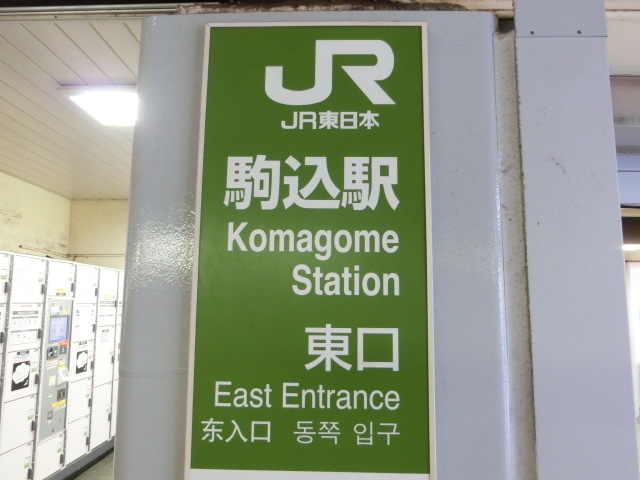 JR
JR東日本
駒込駅
Komagome
Station
東口
East Entrance
东入口 동쪽 입구